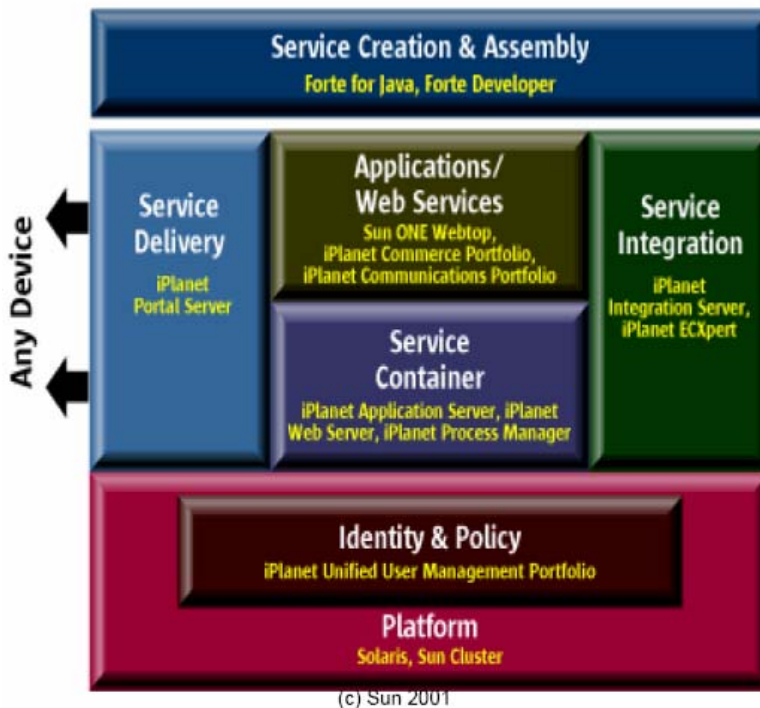 Service Creation & Assembly
Forte for Java, Forte Developer
Any Device
Service
Delivery
iPlanet
Portal Server
Applications/
Web Services
Sun ONE Webtop,
iPlanet Commerce Portfolio,
iPlanet Communications Portfolio
Service
Container
iPlanet Application Server, iPlanet
Web Server, iPlanet Process Manager
Service
Integration
iPlanet
Integration Server,
iPlanet ECXpert
Identity & Policy
iPlanet Unified User Management Portfolio
Platform
Solaris, Sun Cluster
(c) Sun 2001